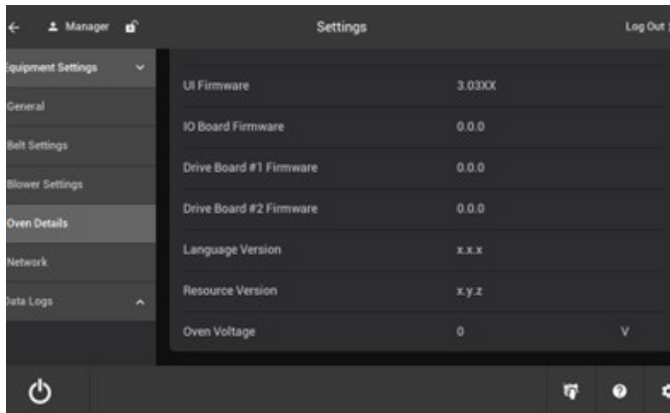 Manager
Settings
Log Out
Equipment Settings
General
Belt Settings
Blower Settings
Oven Details
Network
Data Logs
UI Firmware 3.03XX
IO Board Firmware 0.0.0
Drive Board #1 Firmware 0.0.0
Drive Board #2 Firmware 0.0.0
Language Version x.x.x
Resource Version x.y.z
Oven Voltage 0 V